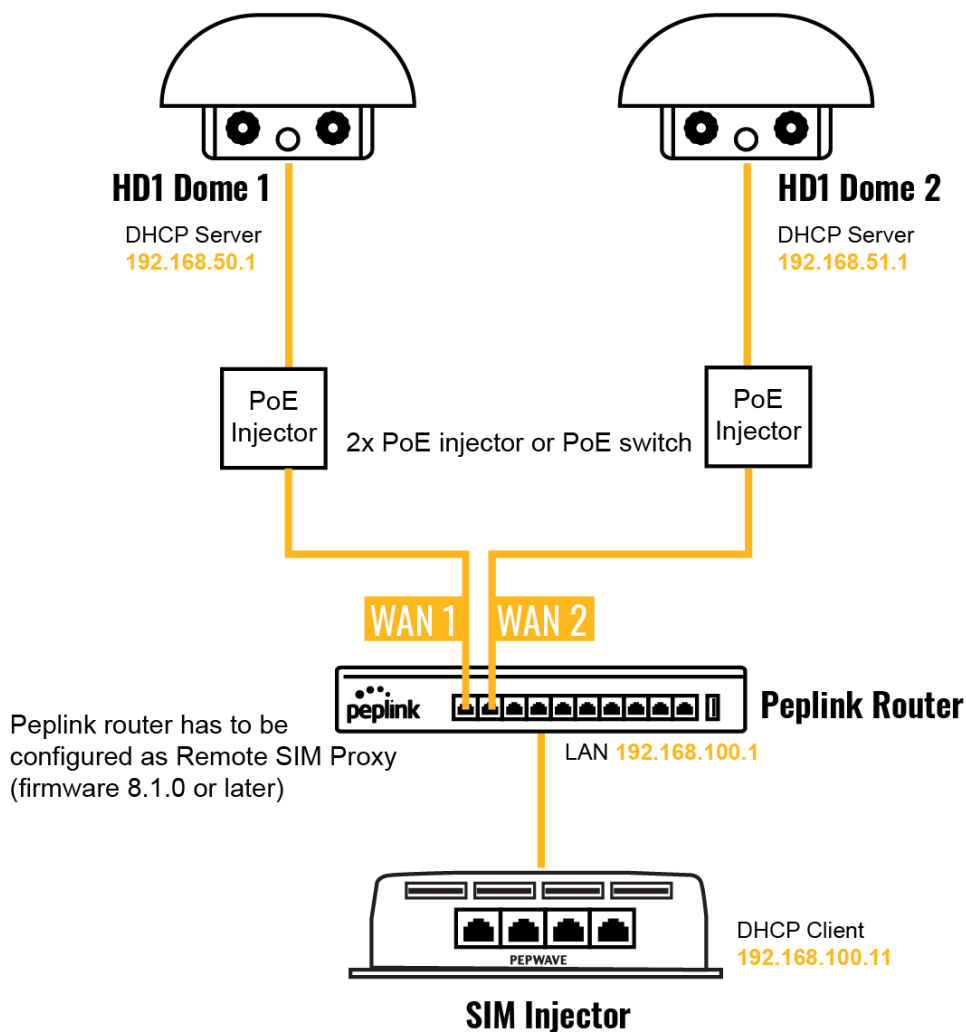 HD1 Dome 1
DHCP Server
192.168.50.1
HD1 Dome 2
DHCP Server
192.168.51.1
PoE
Injector
2x PoE injector or PoE switch
PoE
Injector
WAN 1
WAN 2
peplink
Peplink Router
Peplink router has to be
configured as Remote SIM Proxy
(firmware 8.1.0 or later)
LAN 192.168.100.1
PEPWAVE
DHCP Client
192.168.100.11
SIM Injector